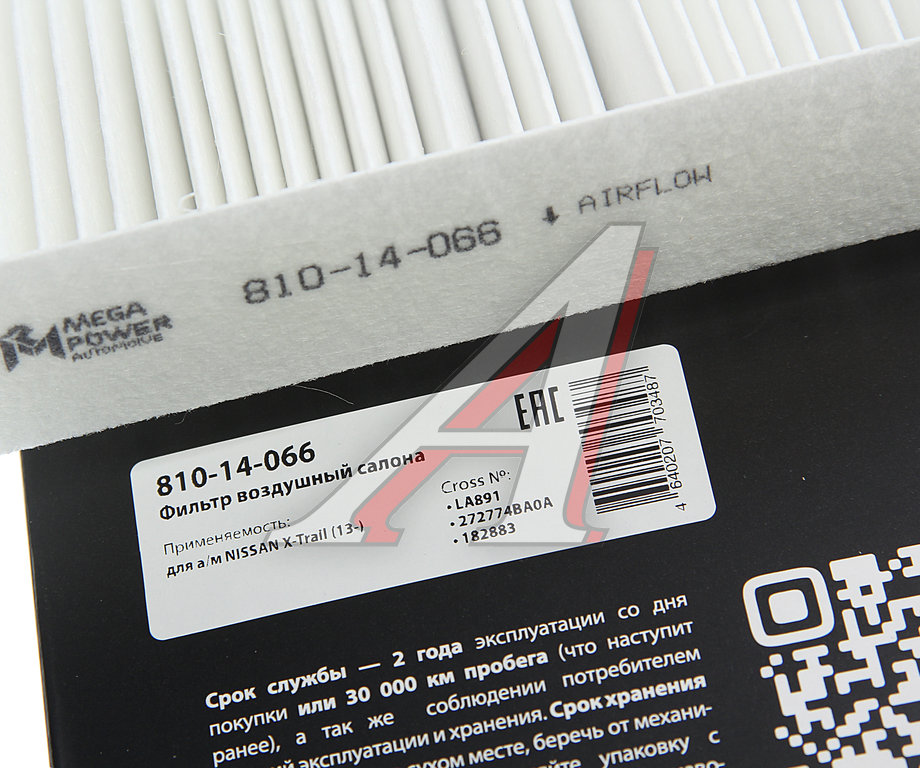 ↓ AIRFLOW
810-14-066
MEGA
POWER
AUTOMOTIVE
810-14-066
Фильтр воздушный салона
Применяемость:
для а/м NISSAN X-Trail (13-)
Cross №:
• LA891
• 272774BA0A
• 182883
EAC
4 640207 703487
Срок службы — 2 года эксплуатации со дня
покупки или 30 000 км пробега (что наступит
ранее), а так же соблюдении потребителем
эксплуатации и хранения. Срок хранения
сухом месте, беречь от механи-
упаковку с